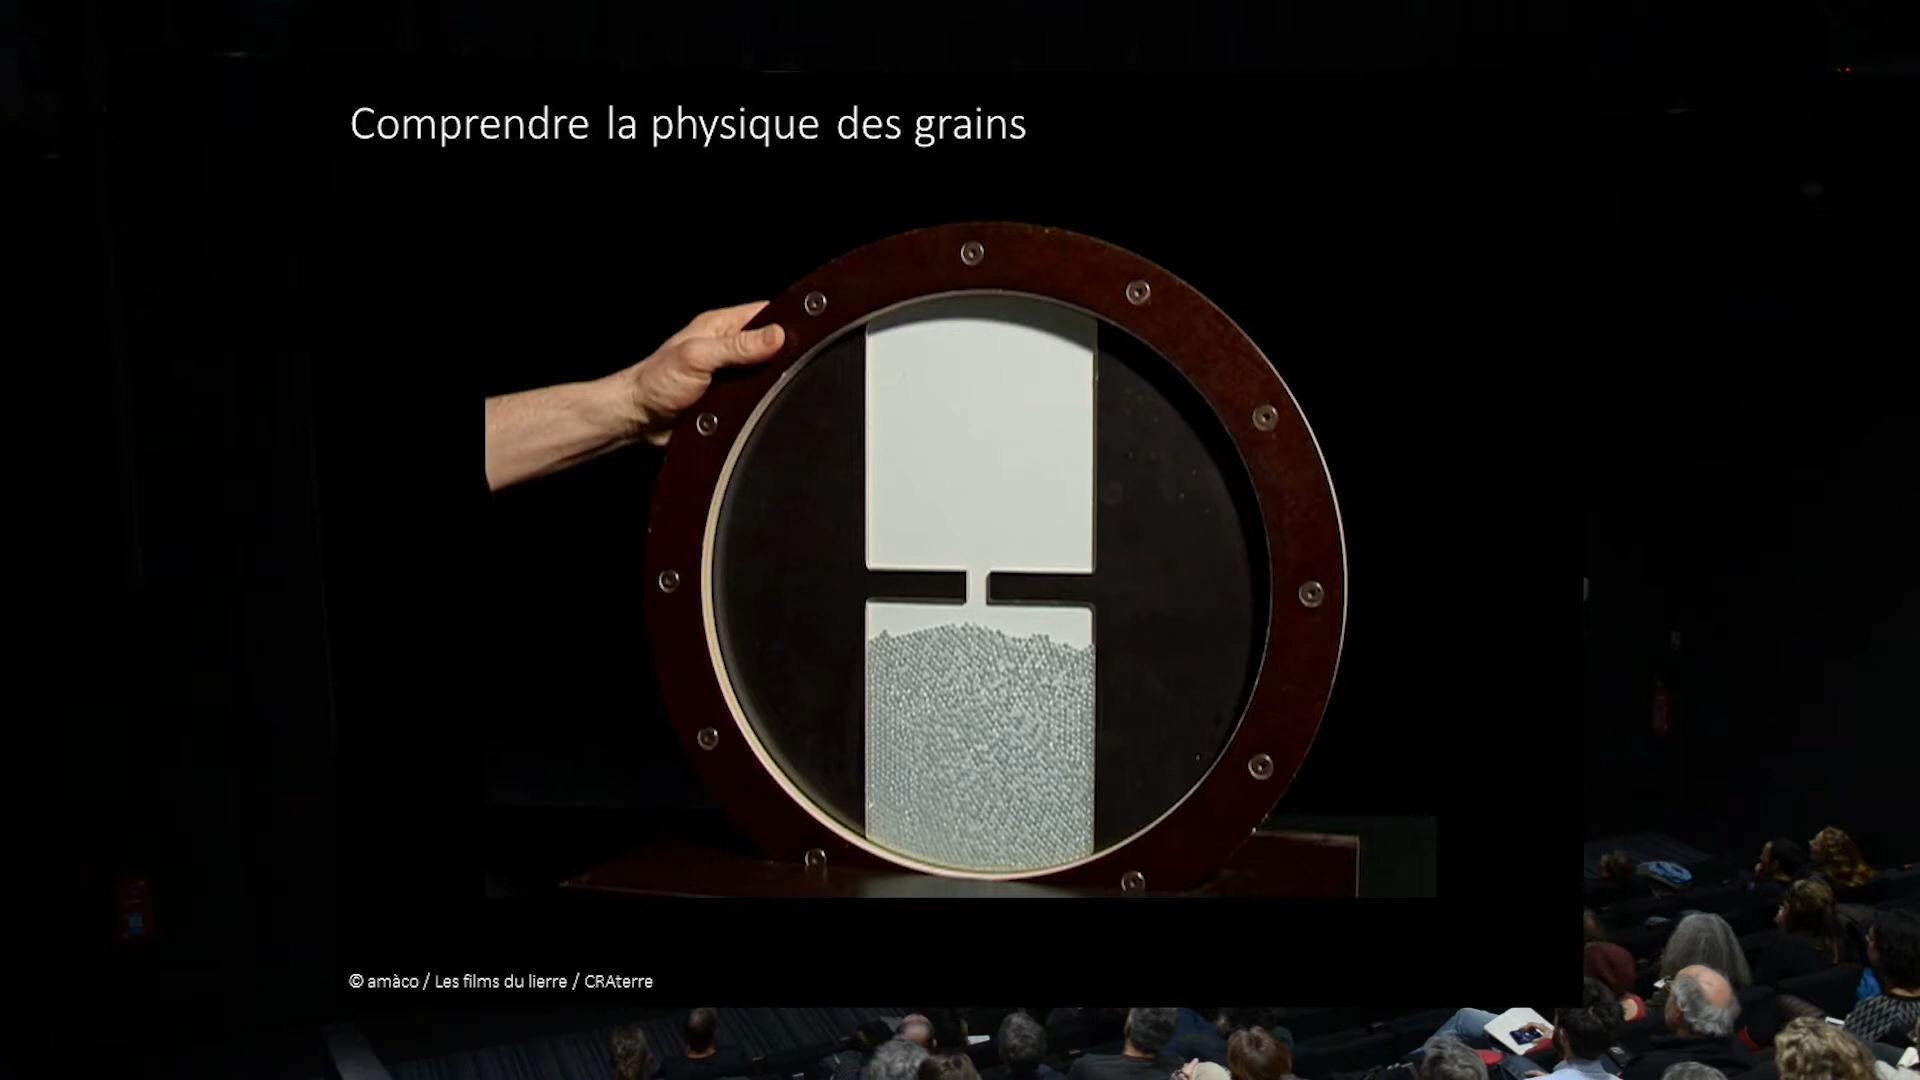 Comprendre la physique des grains
© amàco / Les films du lierre / CRAterre